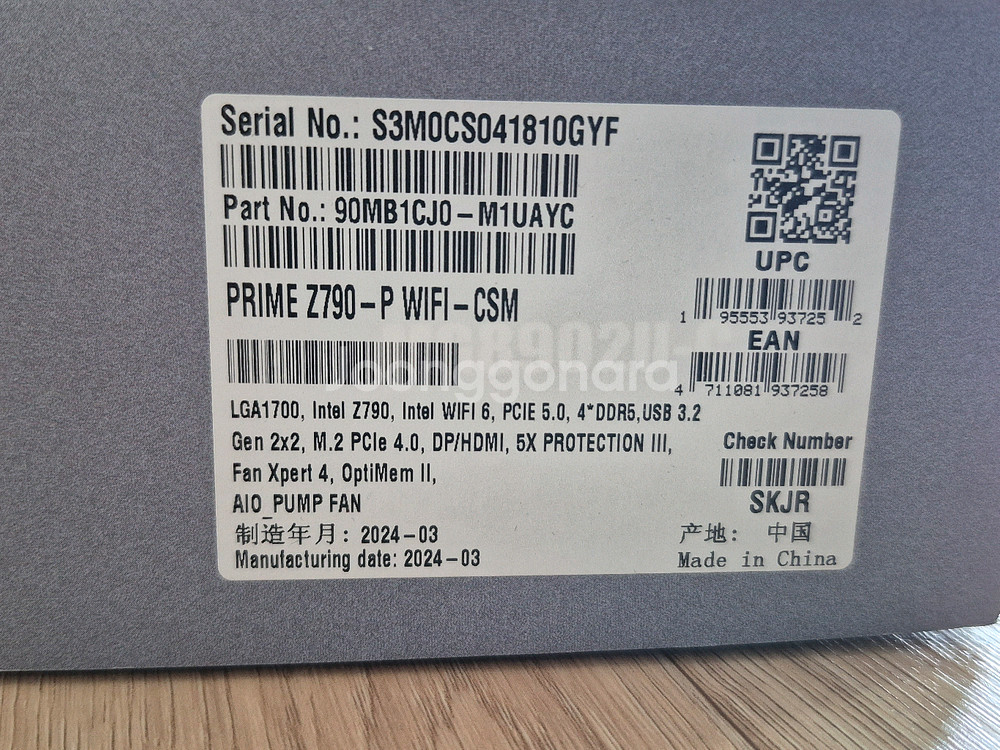 Serial No.: S3M0CS041810GYF
Part No.: 90MB1CJ0-M1UAYC
UPC
PRIME Z790-P WIFI-CSM
1 95553 93725 2
EAN
joonggonara
4 711081 937258
LGA1700, Intel Z790, Intel WIFI 6, PCIE 5.0, 4*DDR5,USB 3.2
Gen 2x2, M.2 PCIe 4.0, DP/HDMI, 5X PROTECTION III,
Check Number
Fan Xpert 4, OptiMem II,
AIO_PUMP FAN
SKJR
制造年月: 2024-03
产地: 中国
Manufacturing date: 2024-03
Made in China